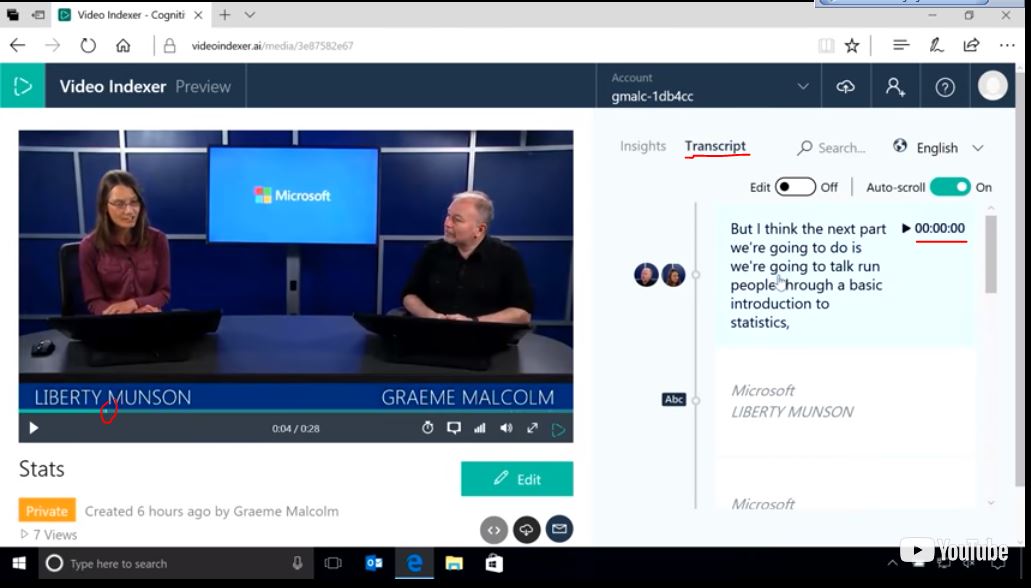 Video Indexer - Cogniti
videoindexer.ai/media/3e87582e67
Video Indexer Preview
Account
gmalc-1db4cc
Microsoft
LIBERTY MUNSON
GRAEME MALCOLM
0:04 / 0:28
Stats
Edit
Private
Created 6 hours ago by Graeme Malcolm
7 Views
Insights
Transcript
Search...
English
Edit
Off
Auto-scroll
On
But I think the next part
00:00:00
we're going to do is
we're going to talk run
people through a basic
introduction to
statistics,
Abc
Microsoft
LIBERTY MUNSON
Microsoft
Type here to search
YouTube